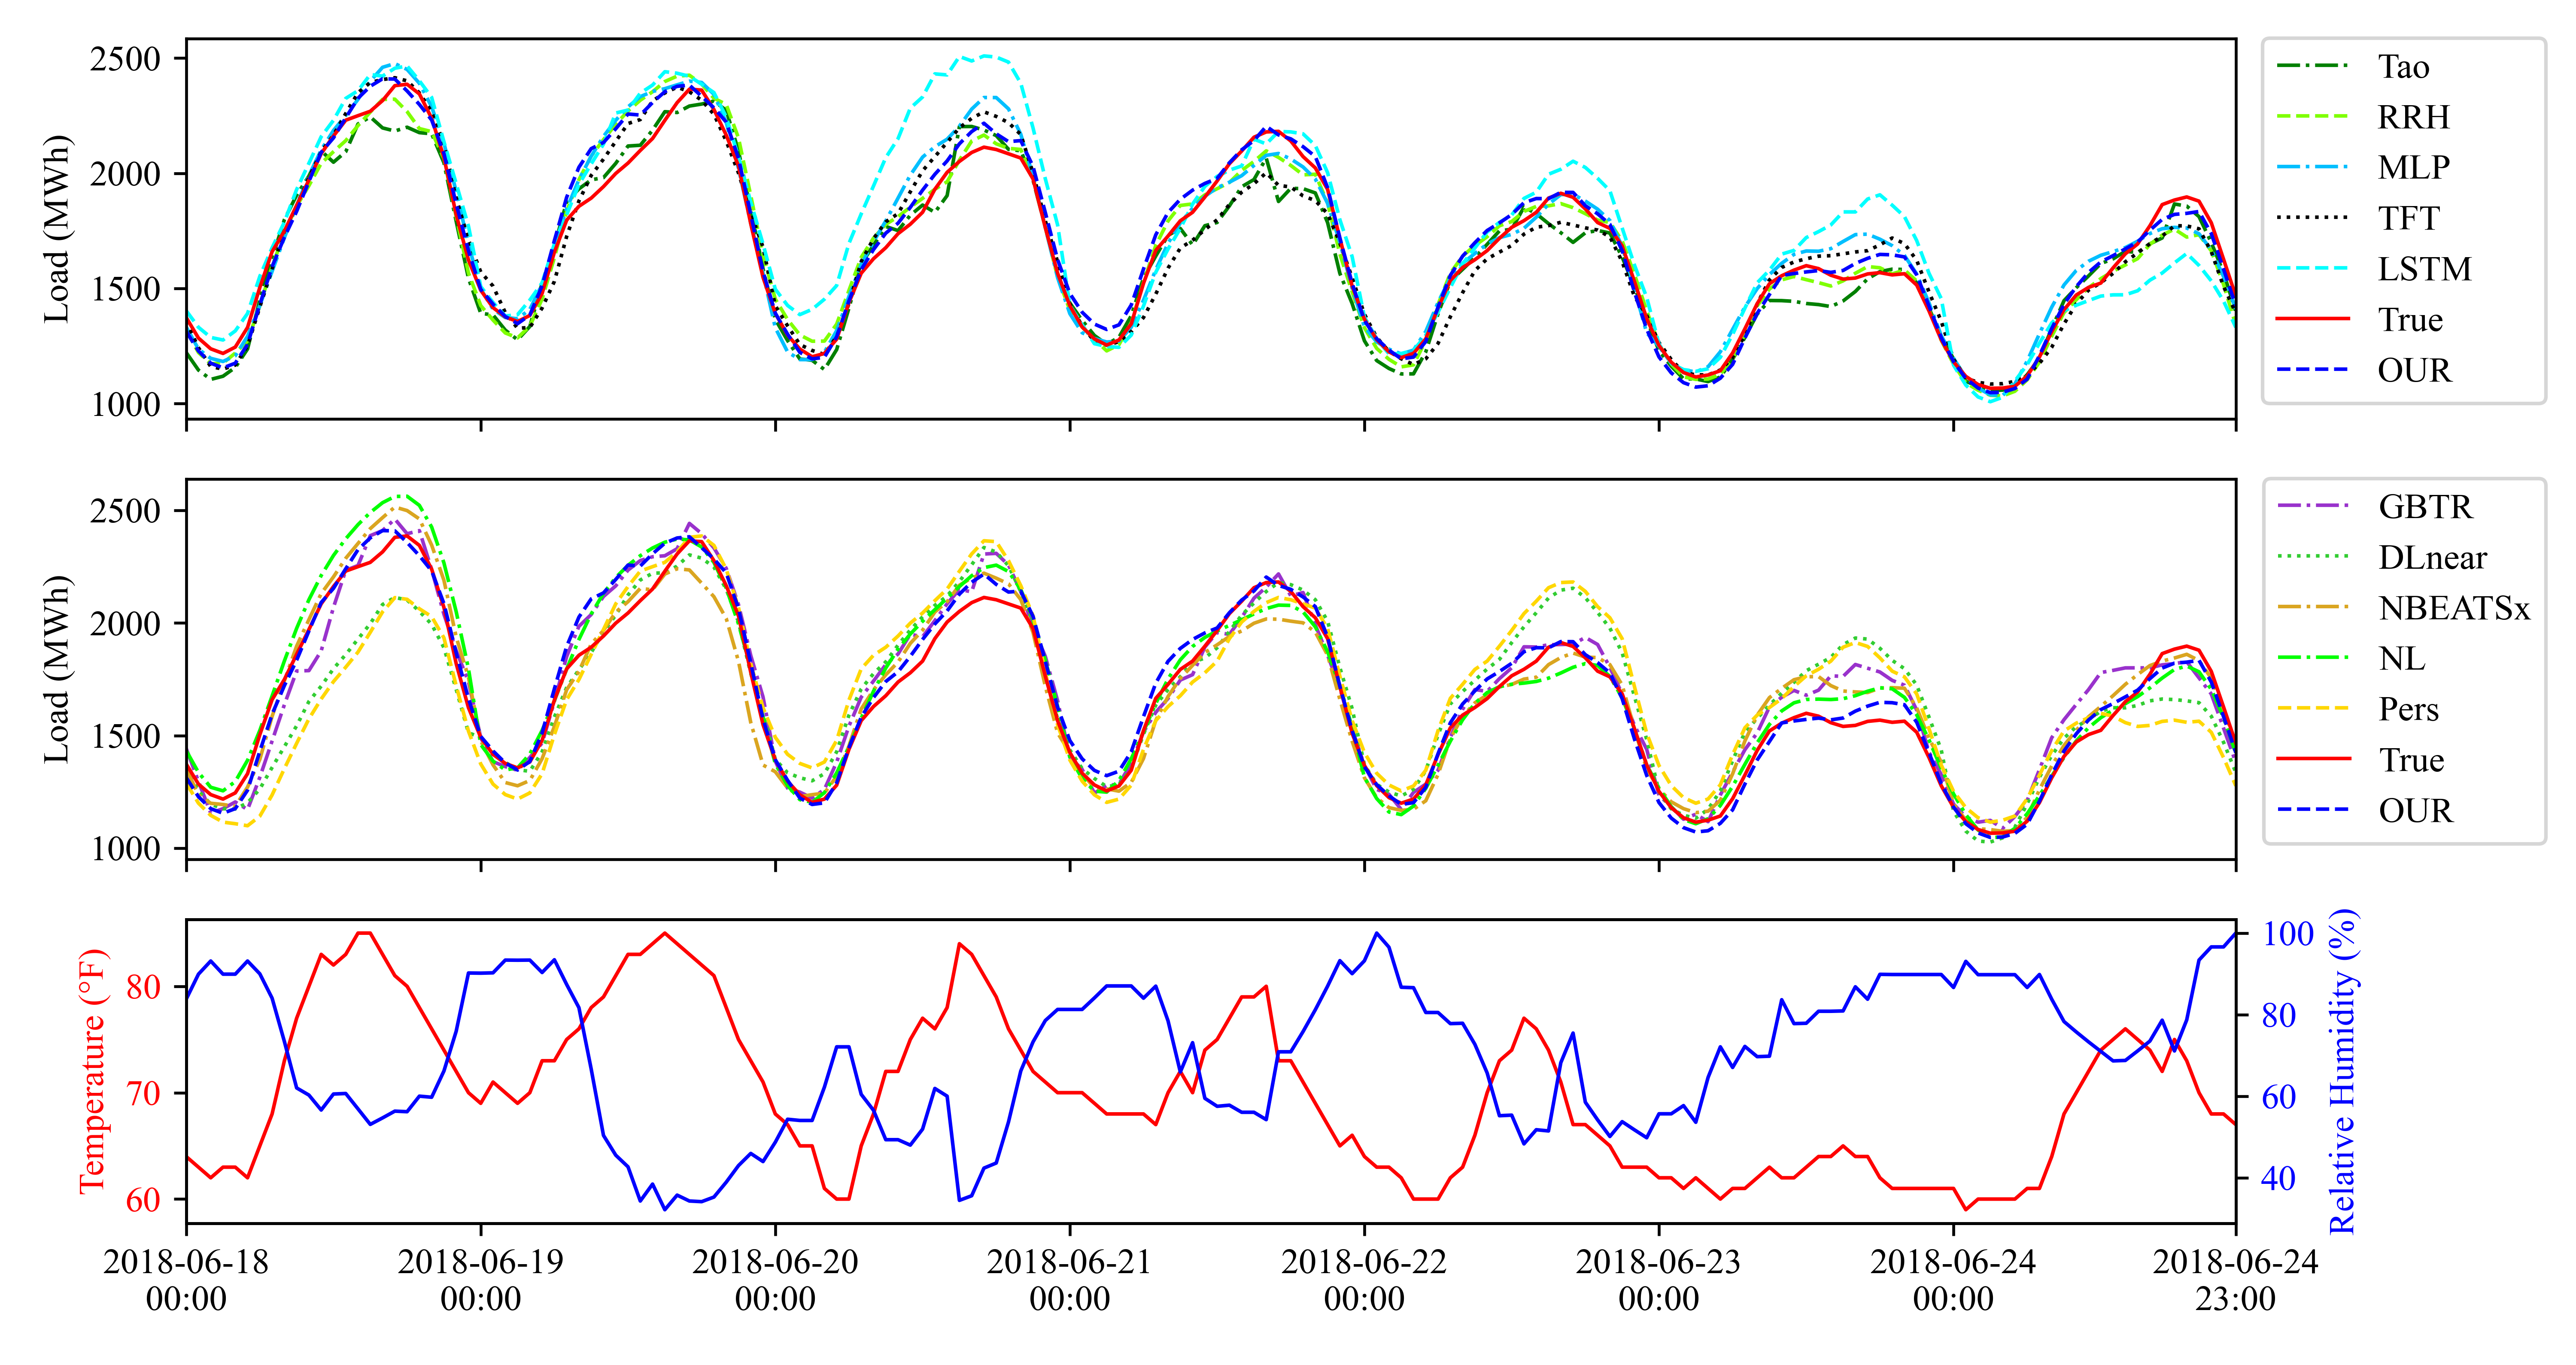 Load (MWh)
2500
2000
1500
1000
Tao
RRH
MLP
TFT
LSTM
True
OUR
Load (MWh)
2500
2000
1500
1000
GBTR
DLnear
NBEATSx
NL
Pers
True
OUR
Temperature (°F)
80
70
60
100
80
60
40
Relative Humidity (%)
2018-06-18
00:00
2018-06-19
00:00
2018-06-20
00:00
2018-06-21
00:00
2018-06-22
00:00
2018-06-23
00:00
2018-06-24
00:00
2018-06-24
23:00